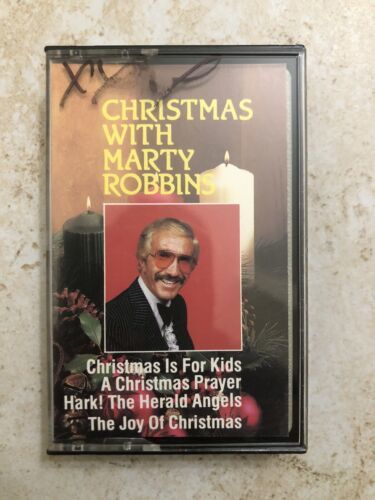 CHRISTMAS
WITH
MARTY
ROBBINS
Christmas Is For Kids
A Christmas Prayer
Hark! The Herald Angels
The Joy Of Christmas